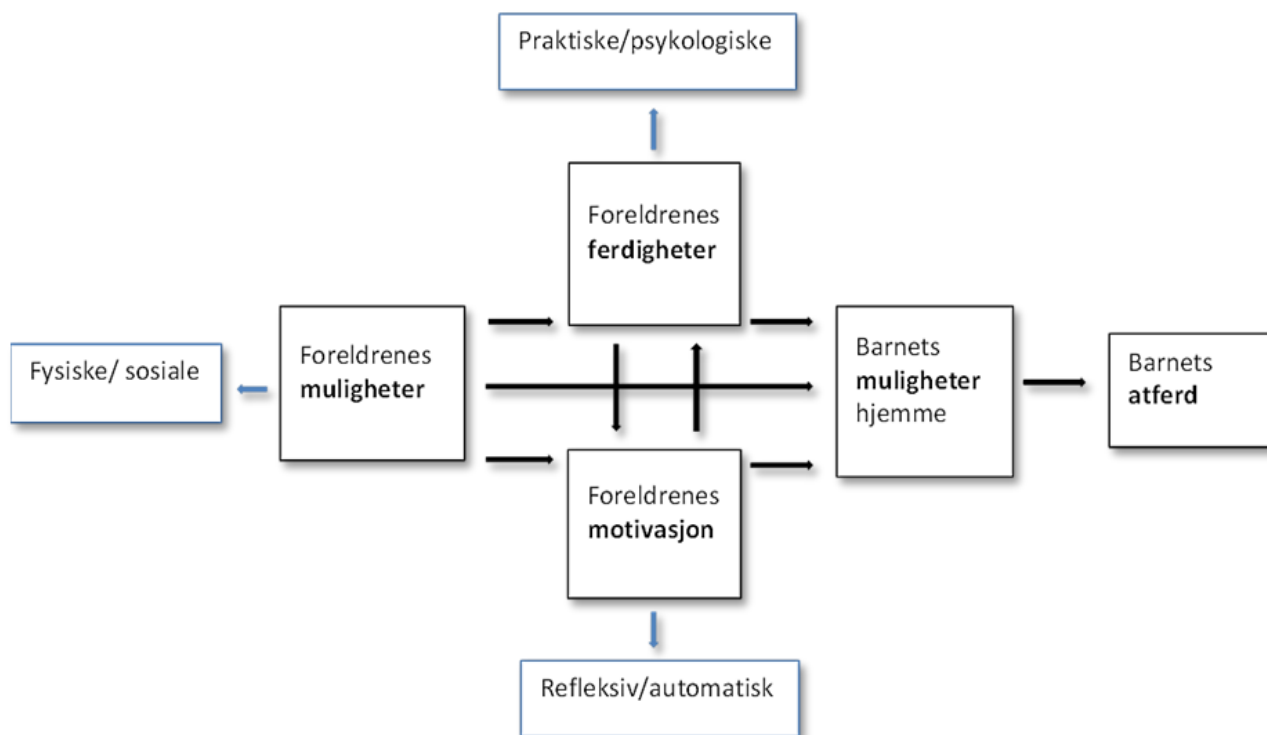 Praktiske/psykologiske
Foreldrenes
ferdigheter
Fysiske/ sosiale
Foreldrenes
muligheter
Barnets
muligheter
hjemme
Barnets
atferd
Foreldrenes
motivasjon
Refleksiv/automatisk